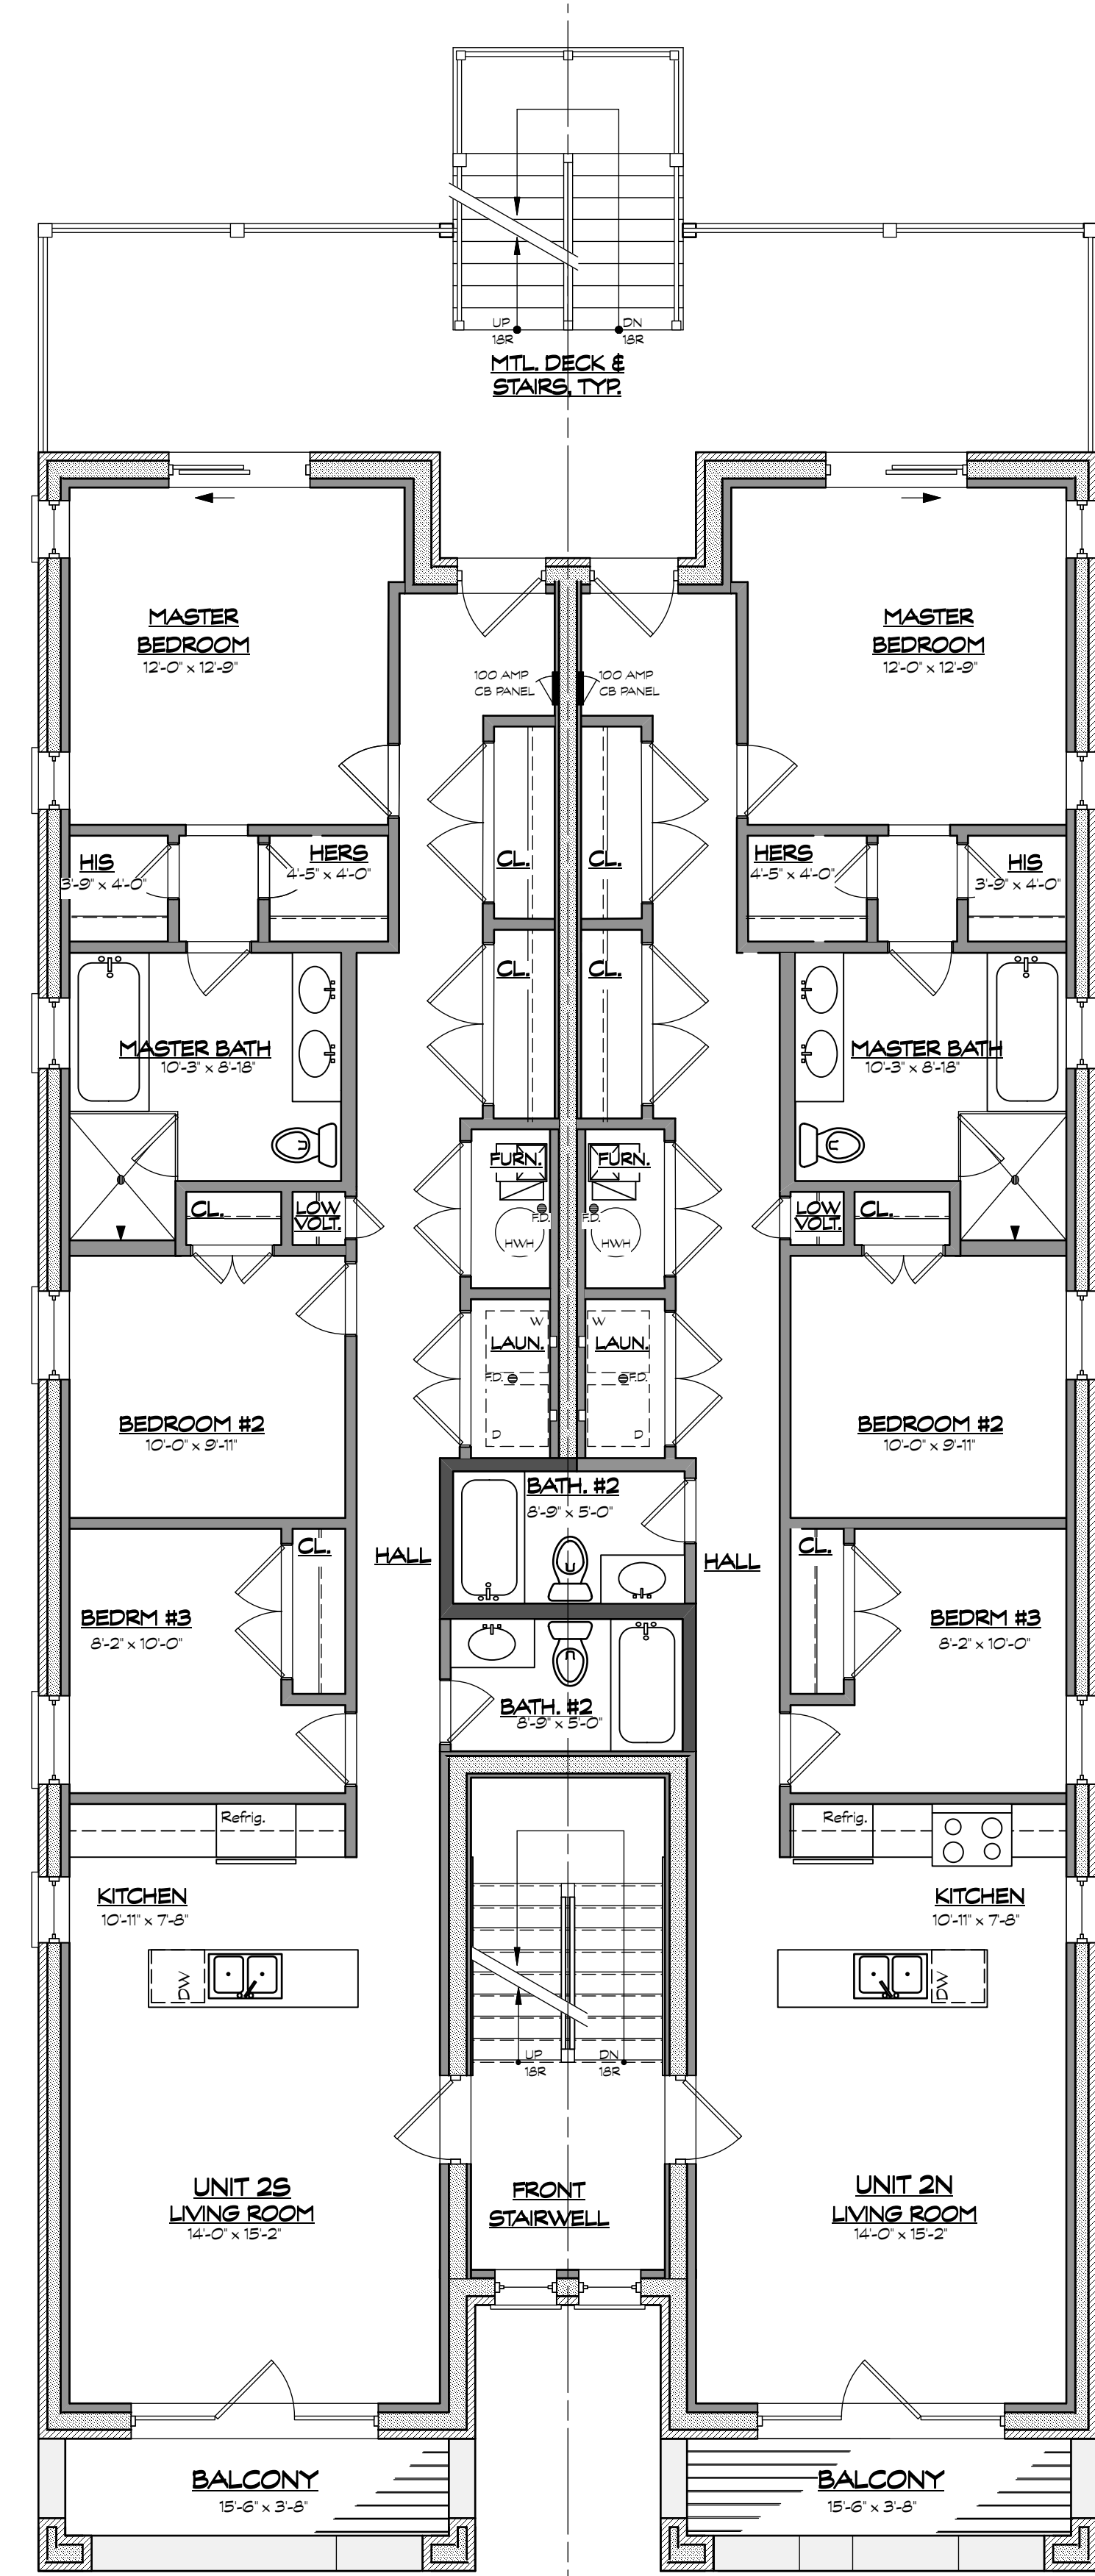 UP
DN
18R
18R
MTL. DECK &
STAIRS, TYP.
MASTER
BEDROOM
12'-0" x 12'-9"
MASTER
BEDROOM
12'-0" x 12'-9"
100 AMP
CB PANEL
100 AMP
CB PANEL
HIS
3'-9" x 4'-0"
HERS
4'-5" x 4'-0"
CL.
CL.
HERS
4'-5" x 4'-0"
HIS
3'-9" x 4'-0"
CL.
CL.
MASTER BATH
10'-3" x 8'-18"
MASTER BATH
10'-3" x 8'-18"
FURN.
FURN.
CL.
LOW
VOLT.
F.D.
F.D.
HWH
HWH
LOW
VOLT.
CL.
W
W
LAUN.
LAUN.
F.D.
F.D.
D
D
BEDROOM #2
10'-0" x 9'-11"
BEDROOM #2
10'-0" x 9'-11"
BATH. #2
8'-9" x 5'-0"
CL.
HALL
HALL
CL.
BEDRM #3
8'-2" x 10'-0"
BEDRM #3
8'-2" x 10'-0"
BATH. #2
8'-9" x 5'-0"
Refrig.
Refrig.
KITCHEN
10'-11" x 7'-8"
KITCHEN
10'-11" x 7'-8"
DW
DW
UP
18R
DN
18R
UNIT 2S
LIVING ROOM
14'-0" x 15'-2"
FRONT
STAIRWELL
UNIT 2N
LIVING ROOM
14'-0" x 15'-2"
BALCONY
15'-6" x 3'-8"
BALCONY
15'-6" x 3'-8"